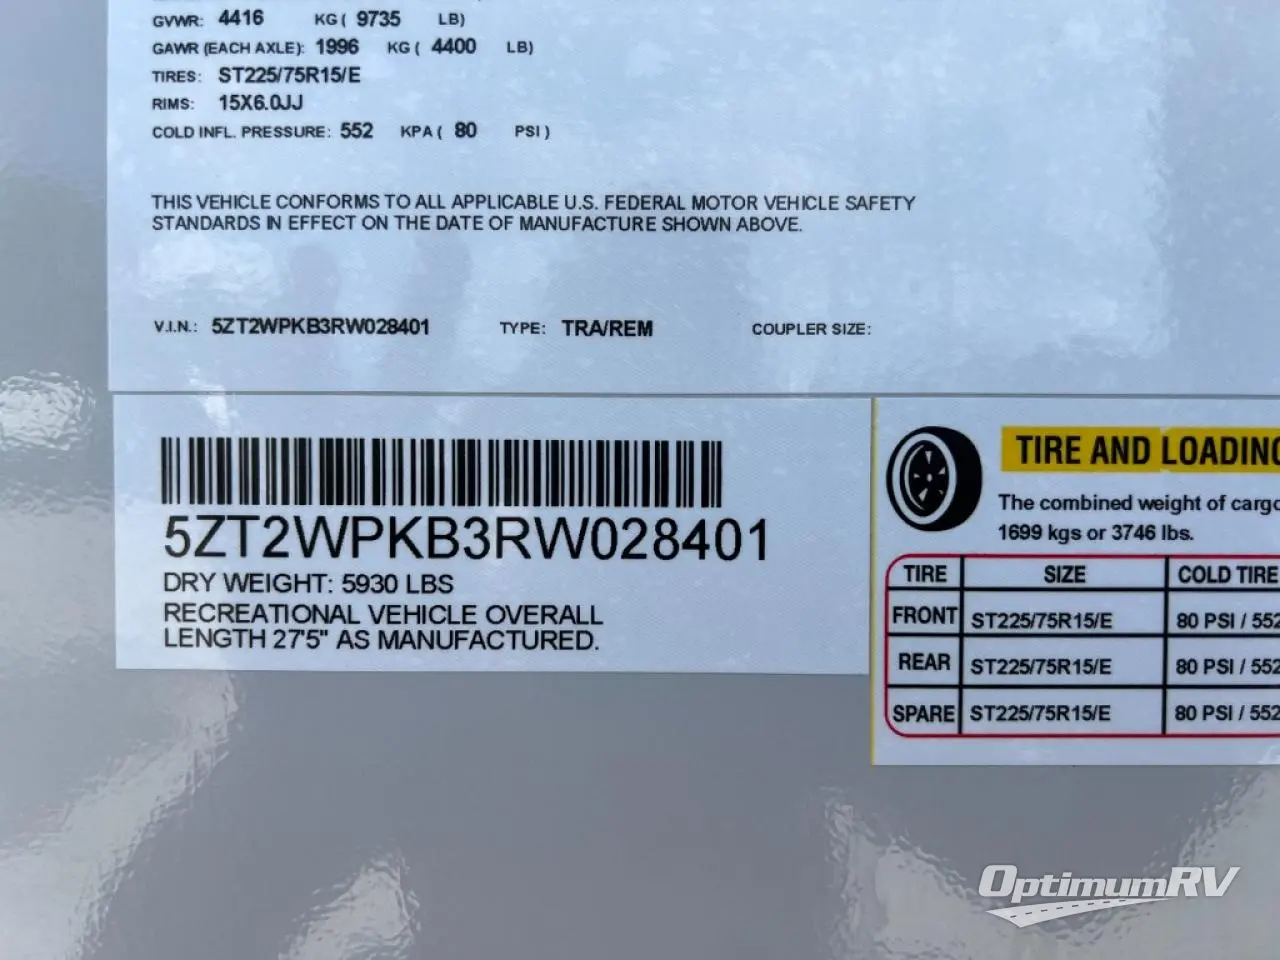 GVWR: 4416 KG ( 9735 LB)
GAWR (EACH AXLE): 1996 KG ( 4400 LB)
TIRES: ST225/75R15/E
RIMS: 15X6.0JJ
COLD INFL. PRESSURE: 552 KPA ( 80 PSI )
THIS VEHICLE CONFORMS TO ALL APPLICABLE U.S. FEDERAL MOTOR VEHICLE SAFETY
STANDARDS IN EFFECT ON THE DATE OF MANUFACTURE SHOWN ABOVE.
V.I.N.: 5ZT2WPKB3RW028401 TYPE: TRA/REM COUPLER SIZE:
5ZT2WPKB3RW028401
DRY WEIGHT: 5930 LBS
RECREATIONAL VEHICLE OVERALL
LENGTH 27'5" AS MANUFACTURED.
TIRE AND LOADING
The combined weight of cargo
1699 kgs or 3746 lbs.
TIRE SIZE COLD TIRE
FRONT ST225/75R15/E 80 PSI / 552
REAR ST225/75R15/E 80 PSI / 552
SPARE ST225/75R15/E 80 PSI / 552
OptimumRV